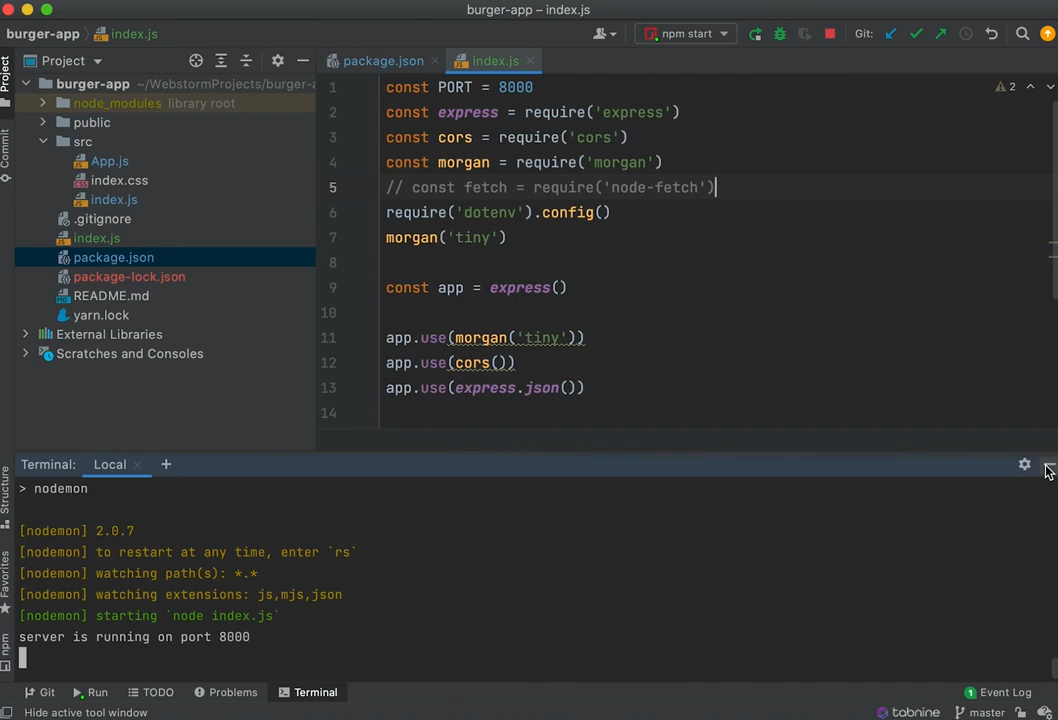 burger-app – index.js
burger-app index.js npm start Git:
Project package.json index.js
Project
burger-app ~/WebstormProjects/burger-a
node_modules library root
public
src
App.js
index.css
index.js
.gitignore
index.js
package.json
package-lock.json
README.md
yarn.lock
External Libraries
Scratches and Consoles
Commit
Structure
Favorites
npm
2
1 const PORT = 8000
2 const express = require('express')
3 const cors = require('cors')
4 const morgan = require('morgan')
5 // const fetch = require('node-fetch')
6 require('dotenv').config()
7 morgan('tiny')
8
9 const app = express()
10
11 app.use(morgan('tiny'))
12 app.use(cors())
13 app.use(express.json())
14
Terminal: Local
> nodemon
[nodemon] 2.0.7
[nodemon] to restart at any time, enter `rs`
[nodemon] watching path(s): *.*
[nodemon] watching extensions: js,mjs,json
[nodemon] starting `node index.js`
server is running on port 8000
Git Run TODO Problems Terminal 1 Event Log
Hide active tool window tabnine master